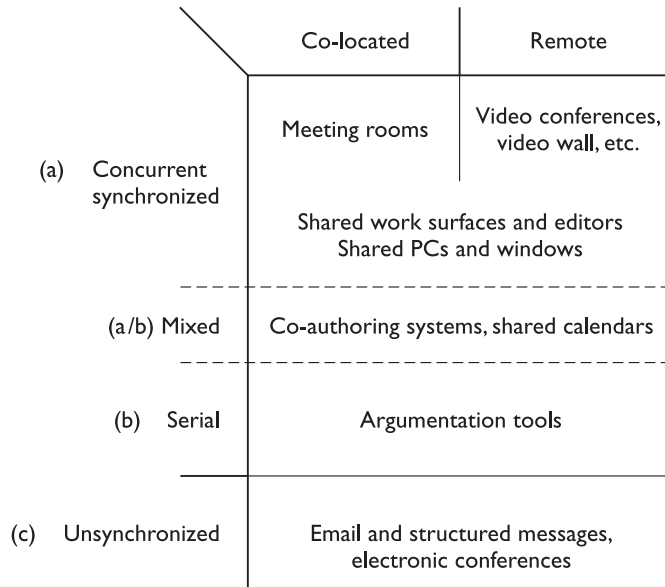 Co-located
Remote
Meeting rooms
Video conferences,
video wall, etc.
(a) Concurrent
synchronized
Shared work surfaces and editors
Shared PCs and windows
(a/b) Mixed
Co-authoring systems, shared calendars
(b) Serial
Argumentation tools
(c) Unsynchronized
Email and structured messages,
electronic conferences